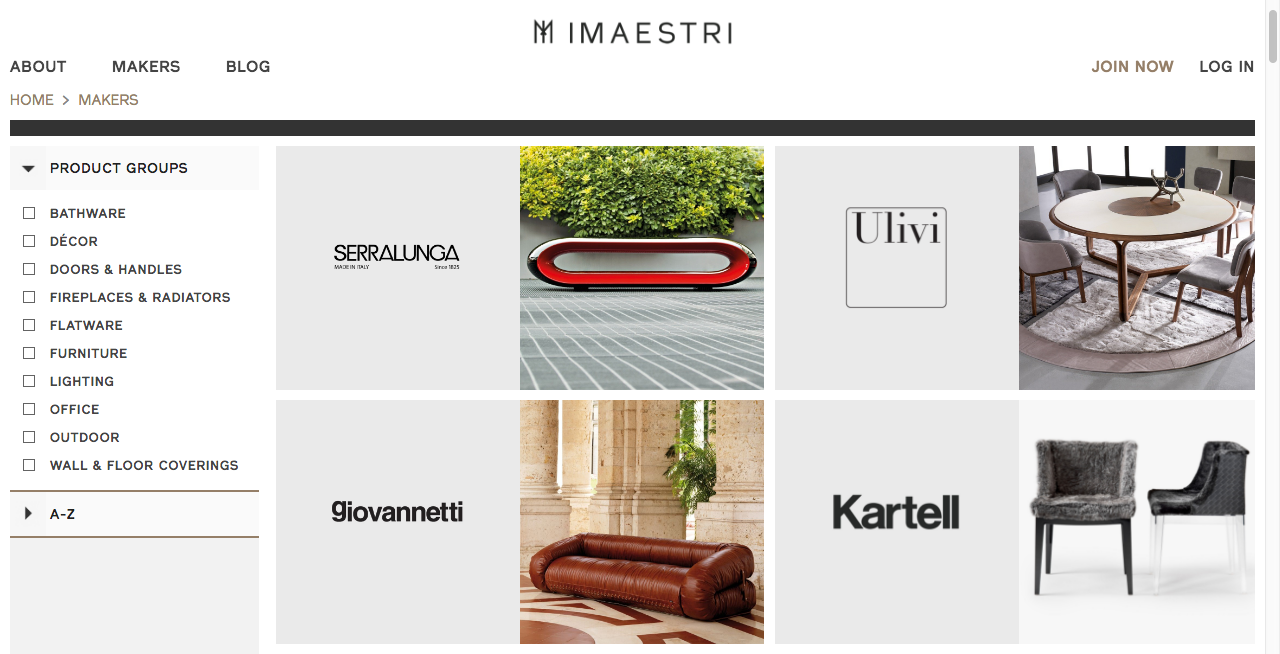 IMAESTRI
ABOUT MAKERS BLOG JOIN NOW LOG IN
HOME > MAKERS
PRODUCT GROUPS
BATHWARE
DÉCOR
DOORS & HANDLES
FIREPLACES & RADIATORS
FLATWARE
FURNITURE
LIGHTING
OFFICE
OUTDOOR
WALL & FLOOR COVERINGS
A-Z
SERRALUNGA
MADE IN ITALY Since 1825
Ulivi
giovannetti
Kartell